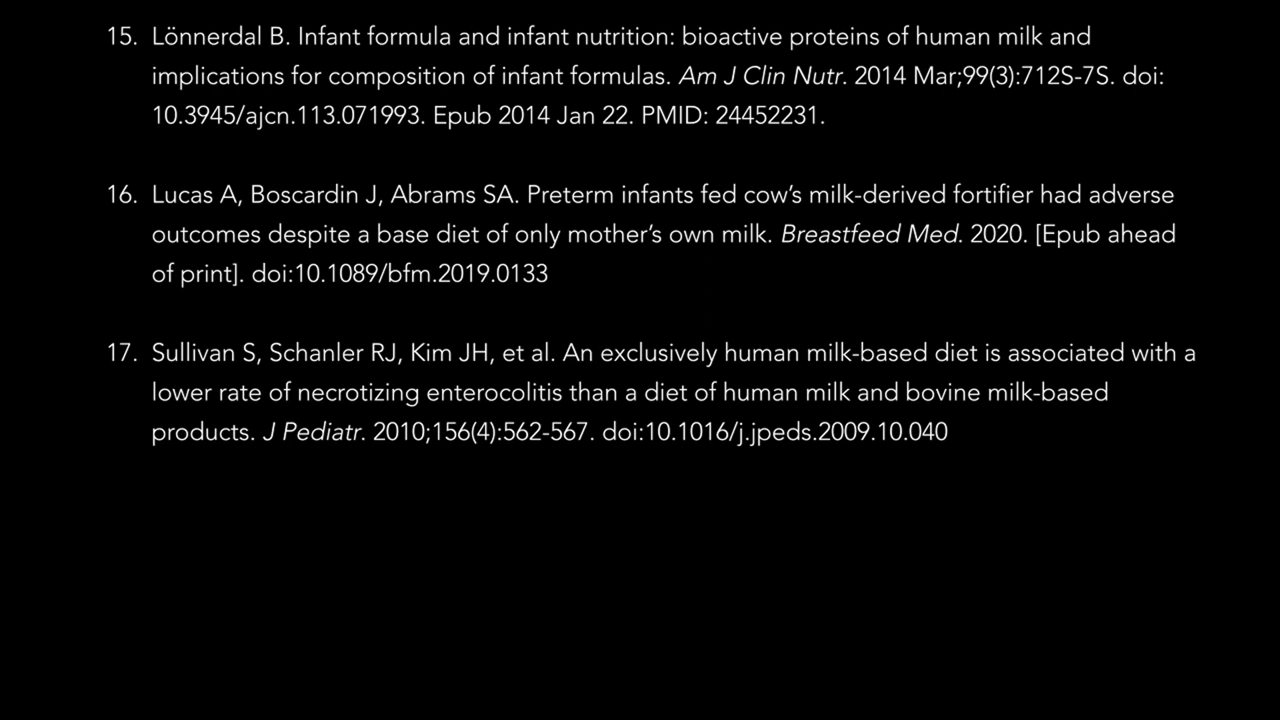 15. Lönnerdal B. Infant formula and infant nutrition: bioactive proteins of human milk and
implications for composition of infant formulas. Am J Clin Nutr. 2014 Mar;99(3):712S-7S. doi:
10.3945/ajcn.113.071993. Epub 2014 Jan 22. PMID: 24452231.
16. Lucas A, Boscardin J, Abrams SA. Preterm infants fed cow’s milk-derived fortifier had adverse
outcomes despite a base diet of only mother’s own milk. Breastfeed Med. 2020. [Epub ahead
of print]. doi:10.1089/bfm.2019.0133
17. Sullivan S, Schanler RJ, Kim JH, et al. An exclusively human milk-based diet is associated with a
lower rate of necrotizing enterocolitis than a diet of human milk and bovine milk-based
products. J Pediatr. 2010;156(4):562-567. doi:10.1016/j.jpeds.2009.10.040